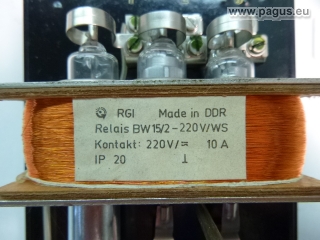 www.pagus.eu
RGI Made in DDR
Relais BW15/2-220V/WS
Kontakt: 220V/≂ 10 A
IP 20 ⊥